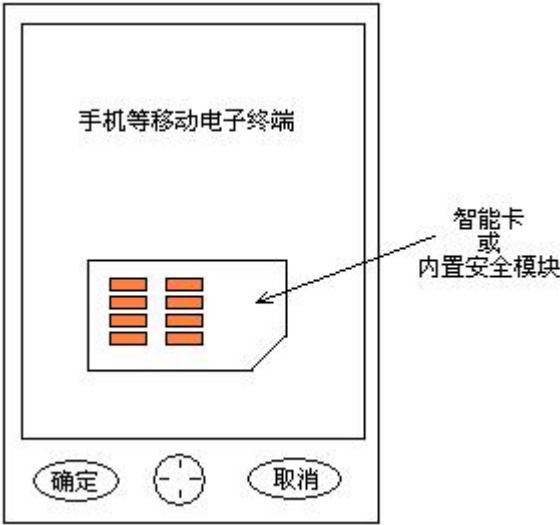 手机等移动电子终端
智能卡
或
内置安全模块
确定
取消